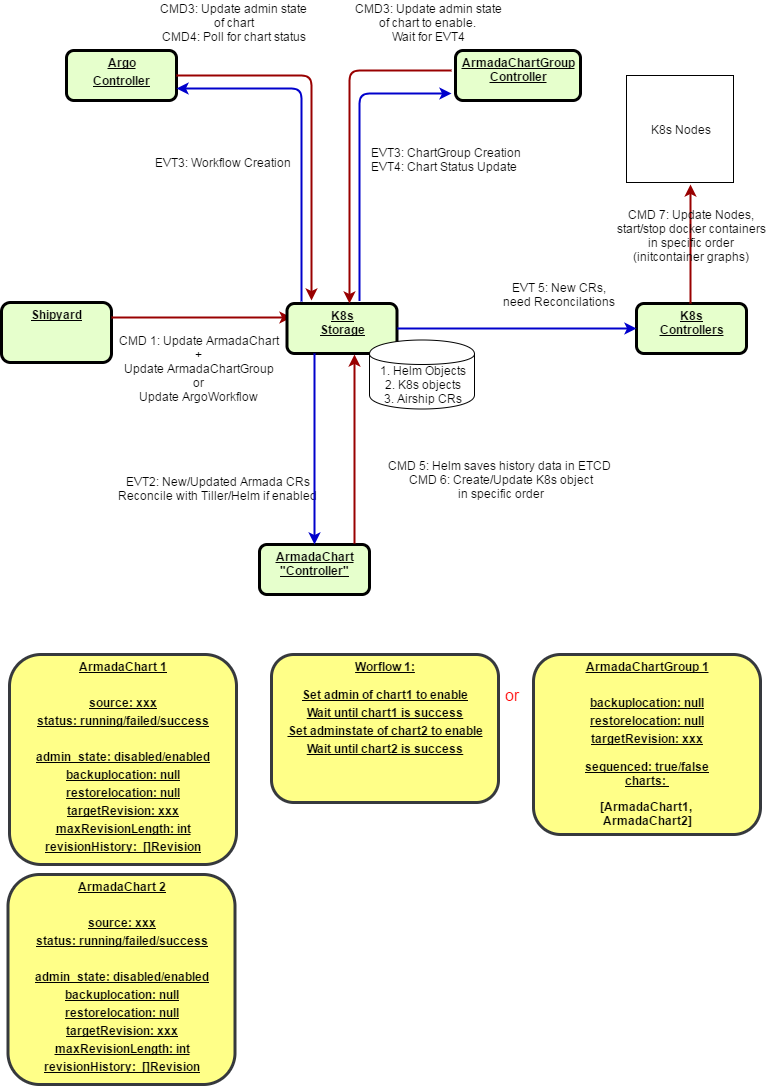 CMD3: Update admin state
of chart
CMD4: Poll for chart status
CMD3: Update admin state
of chart to enable.
Wait for EVT4
Argo
Controller
ArmadaChartGroup
Controller
K8s Nodes
EVT3: Workflow Creation
EVT3: ChartGroup Creation
EVT4: Chart Status Update
CMD 7: Update Nodes,
start/stop docker containers
in specific order
(initcontainer graphs)
EVT 5: New CRs,
need Reconcilations
Shipyard
K8s
Storage
K8s
Controllers
CMD 1: Update ArmadaChart
+
Update ArmadaChartGroup
or
Update ArgoWorkflow
1. Helm Objects
2. K8s objects
3. Airship CRs
EVT2: New/Updated Armada CRs
Reconcile with Tiller/Helm if enabled
CMD 5: Helm saves history data in ETCD
CMD 6: Create/Update K8s object
in specific order
ArmadaChart
"Controller"
ArmadaChart 1
source: xxx
status: running/failed/success
admin_state: disabled/enabled
backuplocation: null
restorelocation: null
targetRevision: xxx
maxRevisionLength: int
revisionHistory: []Revision
Worflow 1:
Set admin of chart1 to enable
Wait until chart1 is success
Set adminstate of chart2 to enable
Wait until chart2 is success
or
ArmadaChartGroup 1
backuplocation: null
restorelocation: null
targetRevision: xxx
sequenced: true/false
charts:
[ArmadaChart1,
ArmadaChart2]
ArmadaChart 2
source: xxx
status: running/failed/success
admin_state: disabled/enabled
backuplocation: null
restorelocation: null
targetRevision: xxx
maxRevisionLength: int
revisionHistory: []Revision